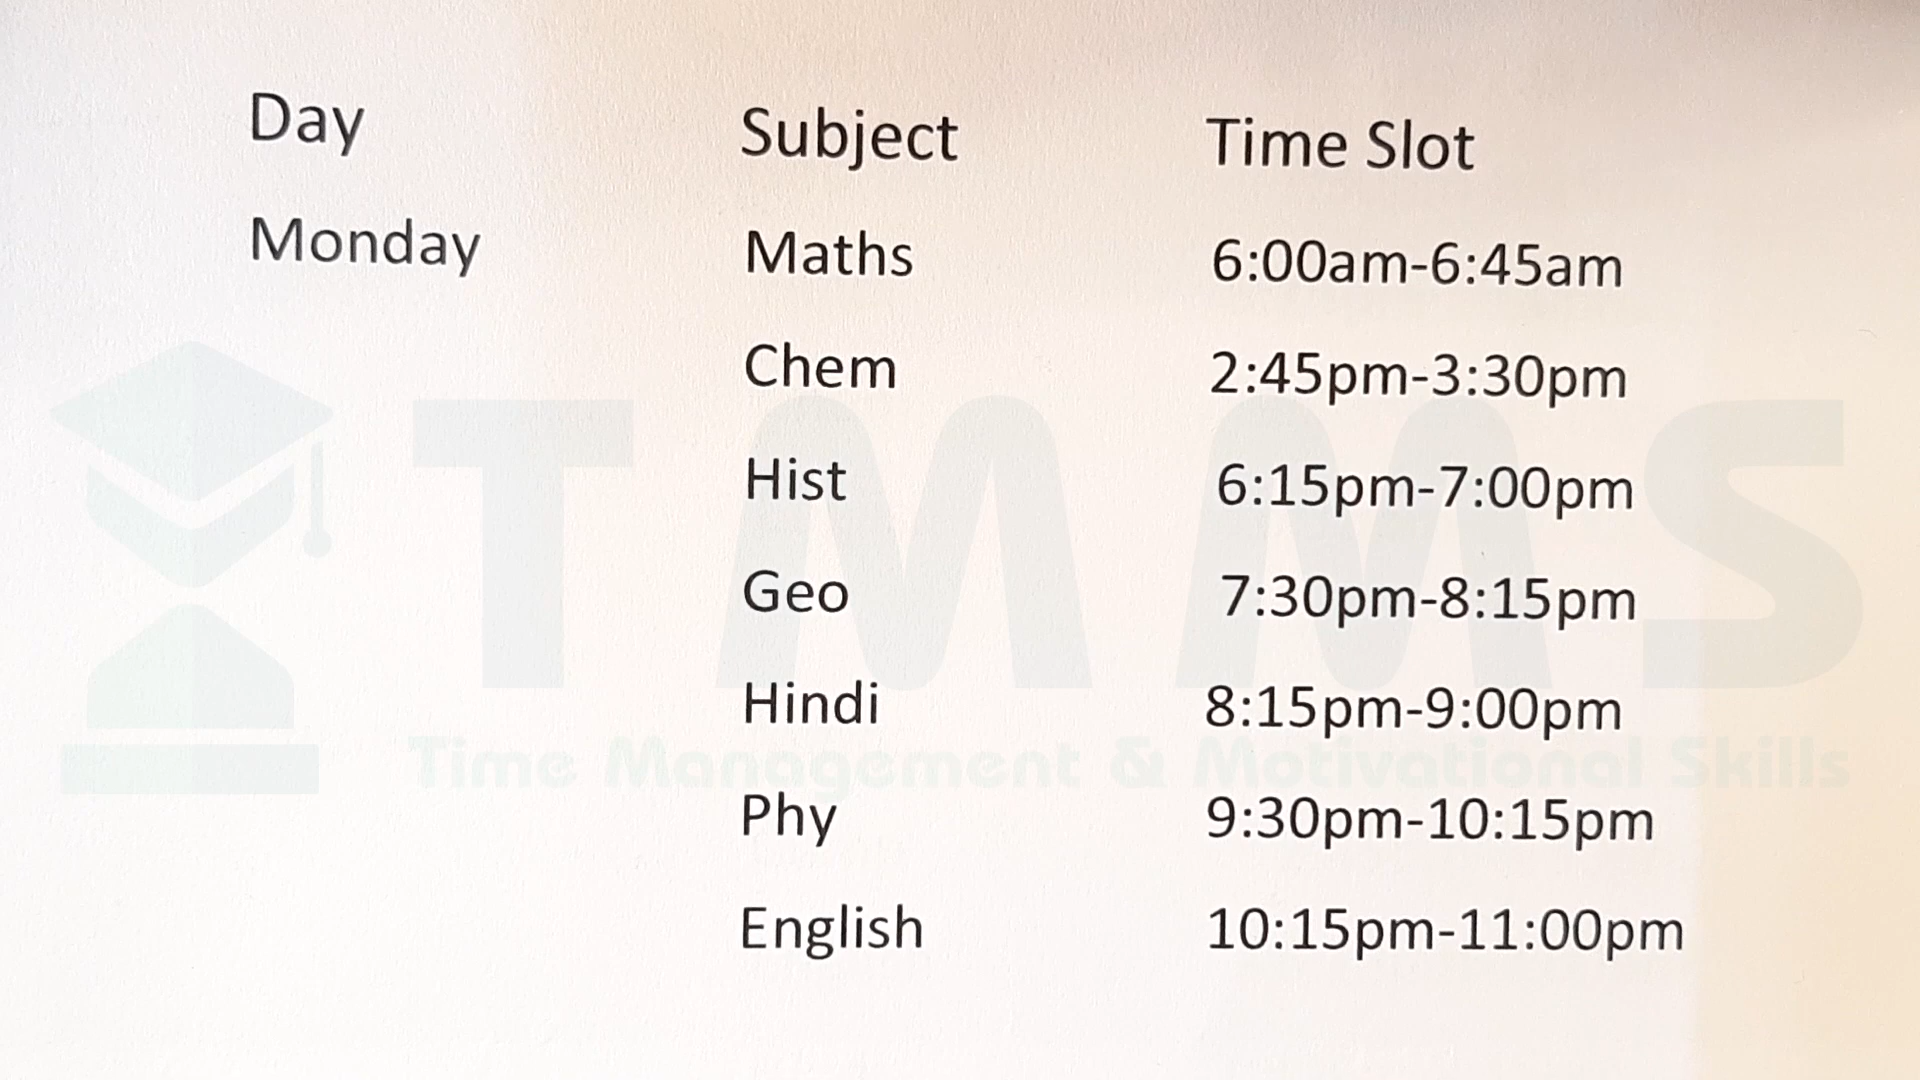 Day Subject Time Slot
Monday Maths 6:00am-6:45am
Chem 2:45pm-3:30pm
Hist 6:15pm-7:00pm
Geo 7:30pm-8:15pm
Hindi 8:15pm-9:00pm
Phy 9:30pm-10:15pm
English 10:15pm-11:00pm
TMMS
Time Management & Motivational Skills